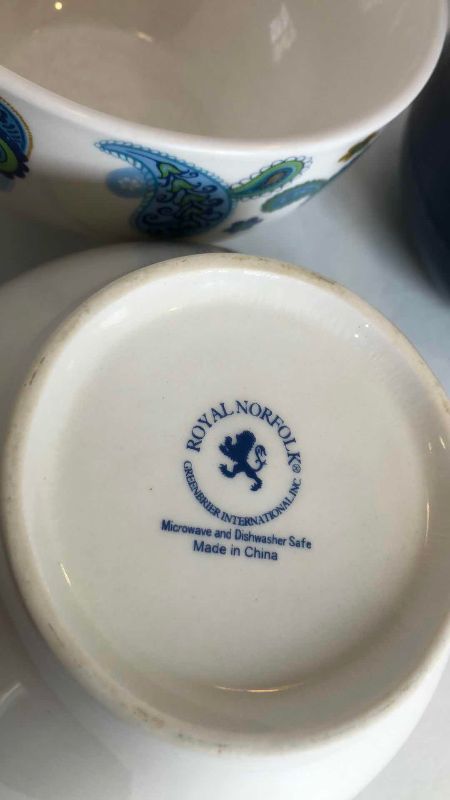 ROYAL NORFOLK®
GREENBRIER INTERNATIONAL, INC
Microwave and Dishwasher Safe
Made in China